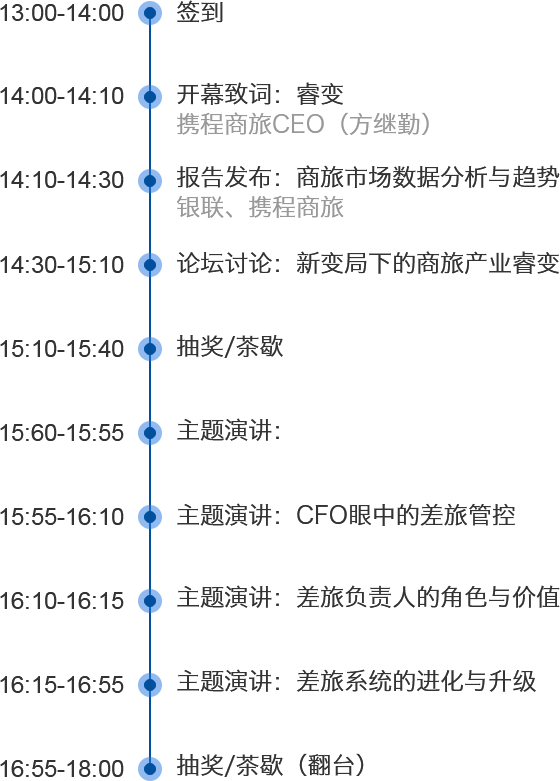 13:00-14:00 签到
14:00-14:10 开幕致词：睿变
携程商旅CEO（方继勤）
14:10-14:30 报告发布：商旅市场数据分析与趋势
银联、携程商旅
14:30-15:10 论坛讨论：新变局下的商旅产业睿变
15:10-15:40 抽奖/茶歇
15:60-15:55 主题演讲：
15:55-16:10 主题演讲：CFO眼中的差旅管控
16:10-16:15 主题演讲：差旅负责人的角色与价值
16:15-16:55 主题演讲：差旅系统的进化与升级
16:55-18:00 抽奖/茶歇（翻台）